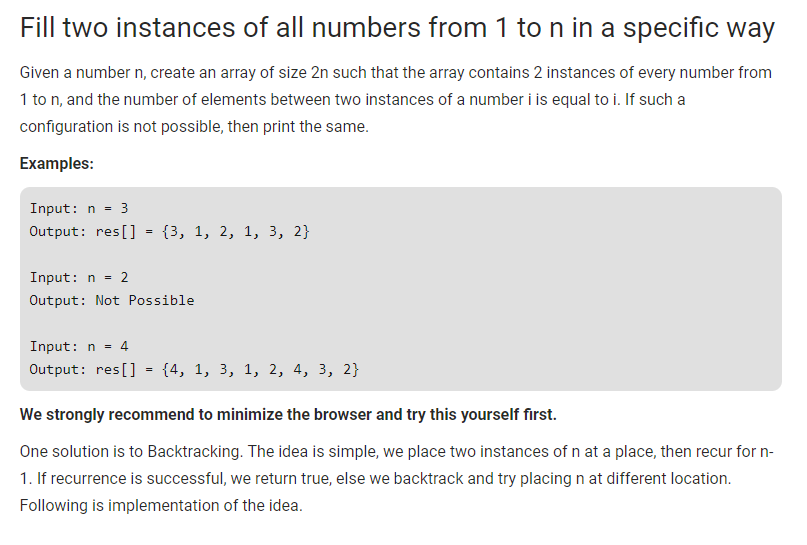 Fill two instances of all numbers from 1 to n in a specific way
Given a number n, create an array of size 2n such that the array contains 2 instances of every number from
1 to n, and the number of elements between two instances of a number i is equal to i. If such a
configuration is not possible, then print the same.
Examples:
Input: n = 3
Output: res[] = {3, 1, 2, 1, 3, 2}
Input: n = 2
Output: Not Possible
Input: n = 4
Output: res[] = {4, 1, 3, 1, 2, 4, 3, 2}
We strongly recommend to minimize the browser and try this yourself first.
One solution is to Backtracking. The idea is simple, we place two instances of n at a place, then recur for n-
1. If recurrence is successful, we return true, else we backtrack and try placing n at different location.
Following is implementation of the idea.